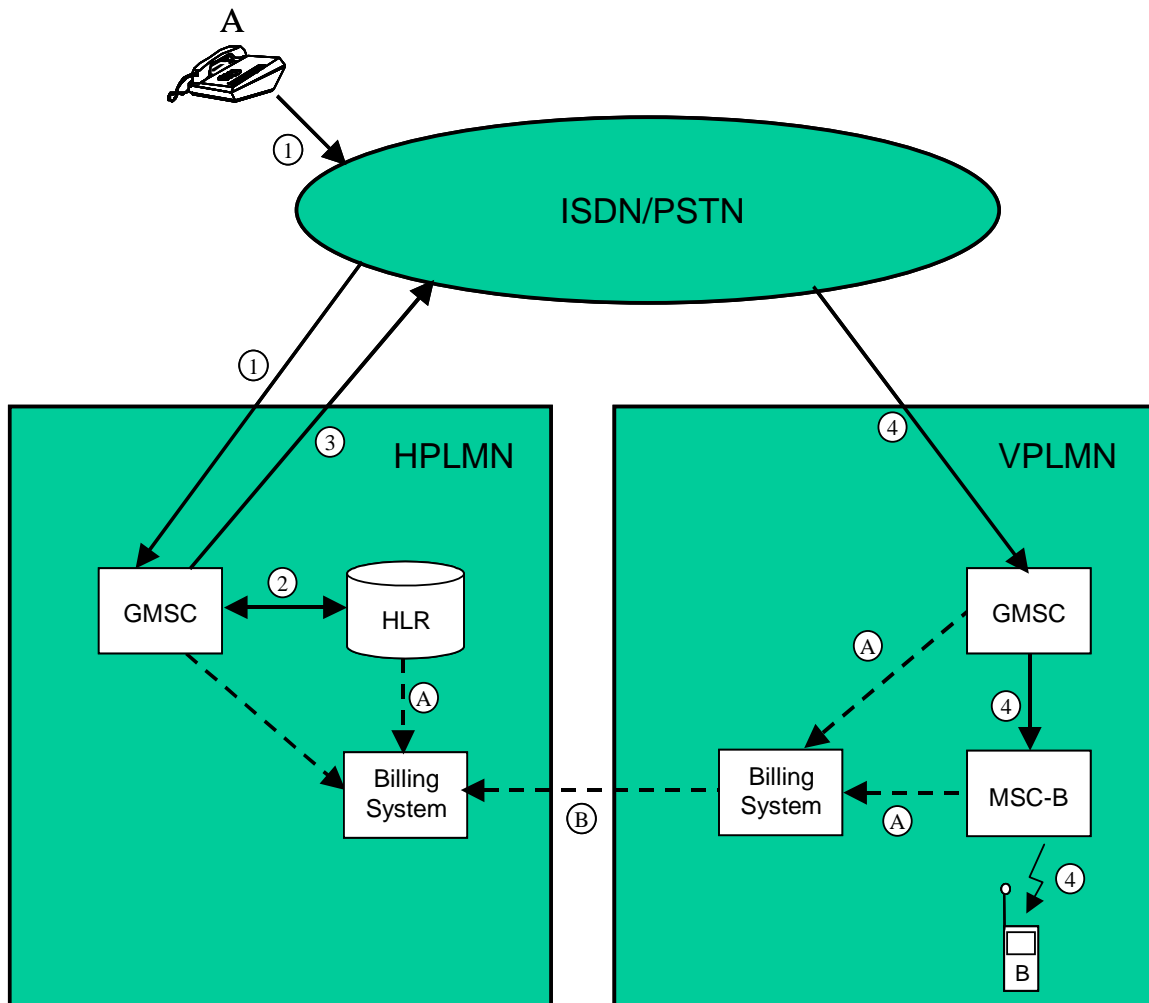 A
1
ISDN/PSTN
1
3
4
HPLMN
VPLMN
2
GMSC
HLR
GMSC
A
A
4
Billing
System
Billing
System
MSC-B
B
A
4
B